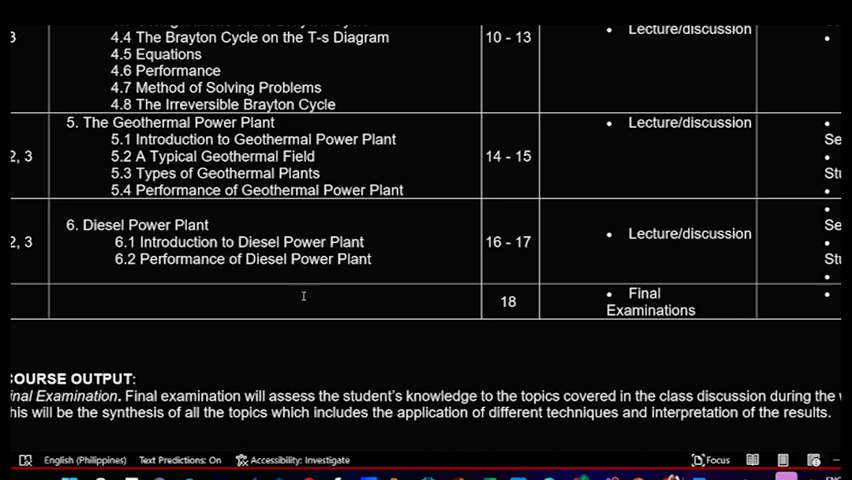 4.4 The Brayton Cycle on the T-s Diagram
4.5 Equations
4.6 Performance
4.7 Method of Solving Problems
4.8 The Irreversible Brayton Cycle
3
10 - 13
• Lecture/discussion
5. The Geothermal Power Plant
5.1 Introduction to Geothermal Power Plant
5.2 A Typical Geothermal Field
5.3 Types of Geothermal Plants
5.4 Performance of Geothermal Power Plant
2, 3
14 - 15
• Lecture/discussion
• Se
• Stu
6. Diesel Power Plant
6.1 Introduction to Diesel Power Plant
6.2 Performance of Diesel Power Plant
2, 3
16 - 17
• Lecture/discussion
• Se
• Stu
18
• Final
Examinations
COURSE OUTPUT:
inal Examination. Final examination will assess the student's knowledge to the topics covered in the class discussion during the w
his will be the synthesis of all the topics which includes the application of different techniques and interpretation of the results.
English (Philippines) Text Predictions: On Accessibility: Investigate Focus